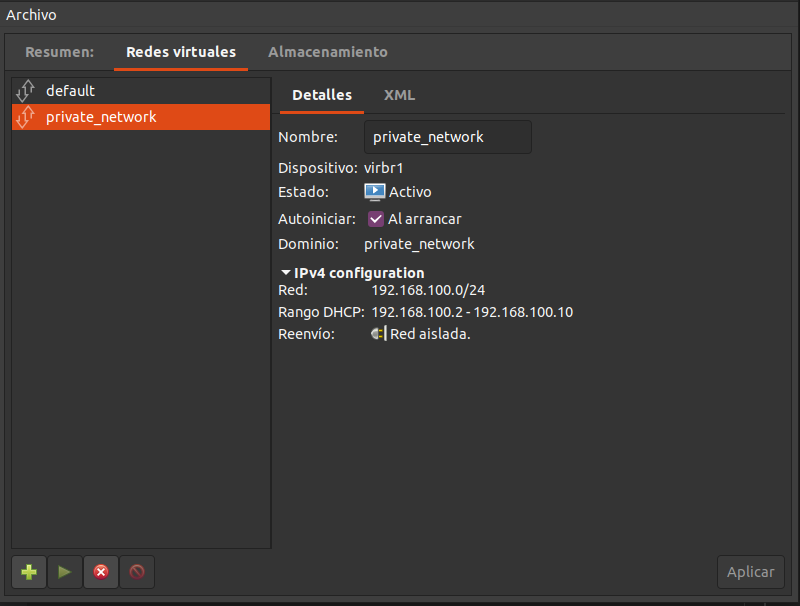 Archivo
Resumen: Redes virtuales Almacenamiento
default
private_network
Detalles XML
Nombre: private_network
Dispositivo: virbr1
Estado: Activo
Autoiniciar: Al arrancar
Dominio: private_network
IPv4 configuration
Red: 192.168.100.0/24
Rango DHCP: 192.168.100.2 - 192.168.100.10
Reenvío: Red aislada.
Aplicar